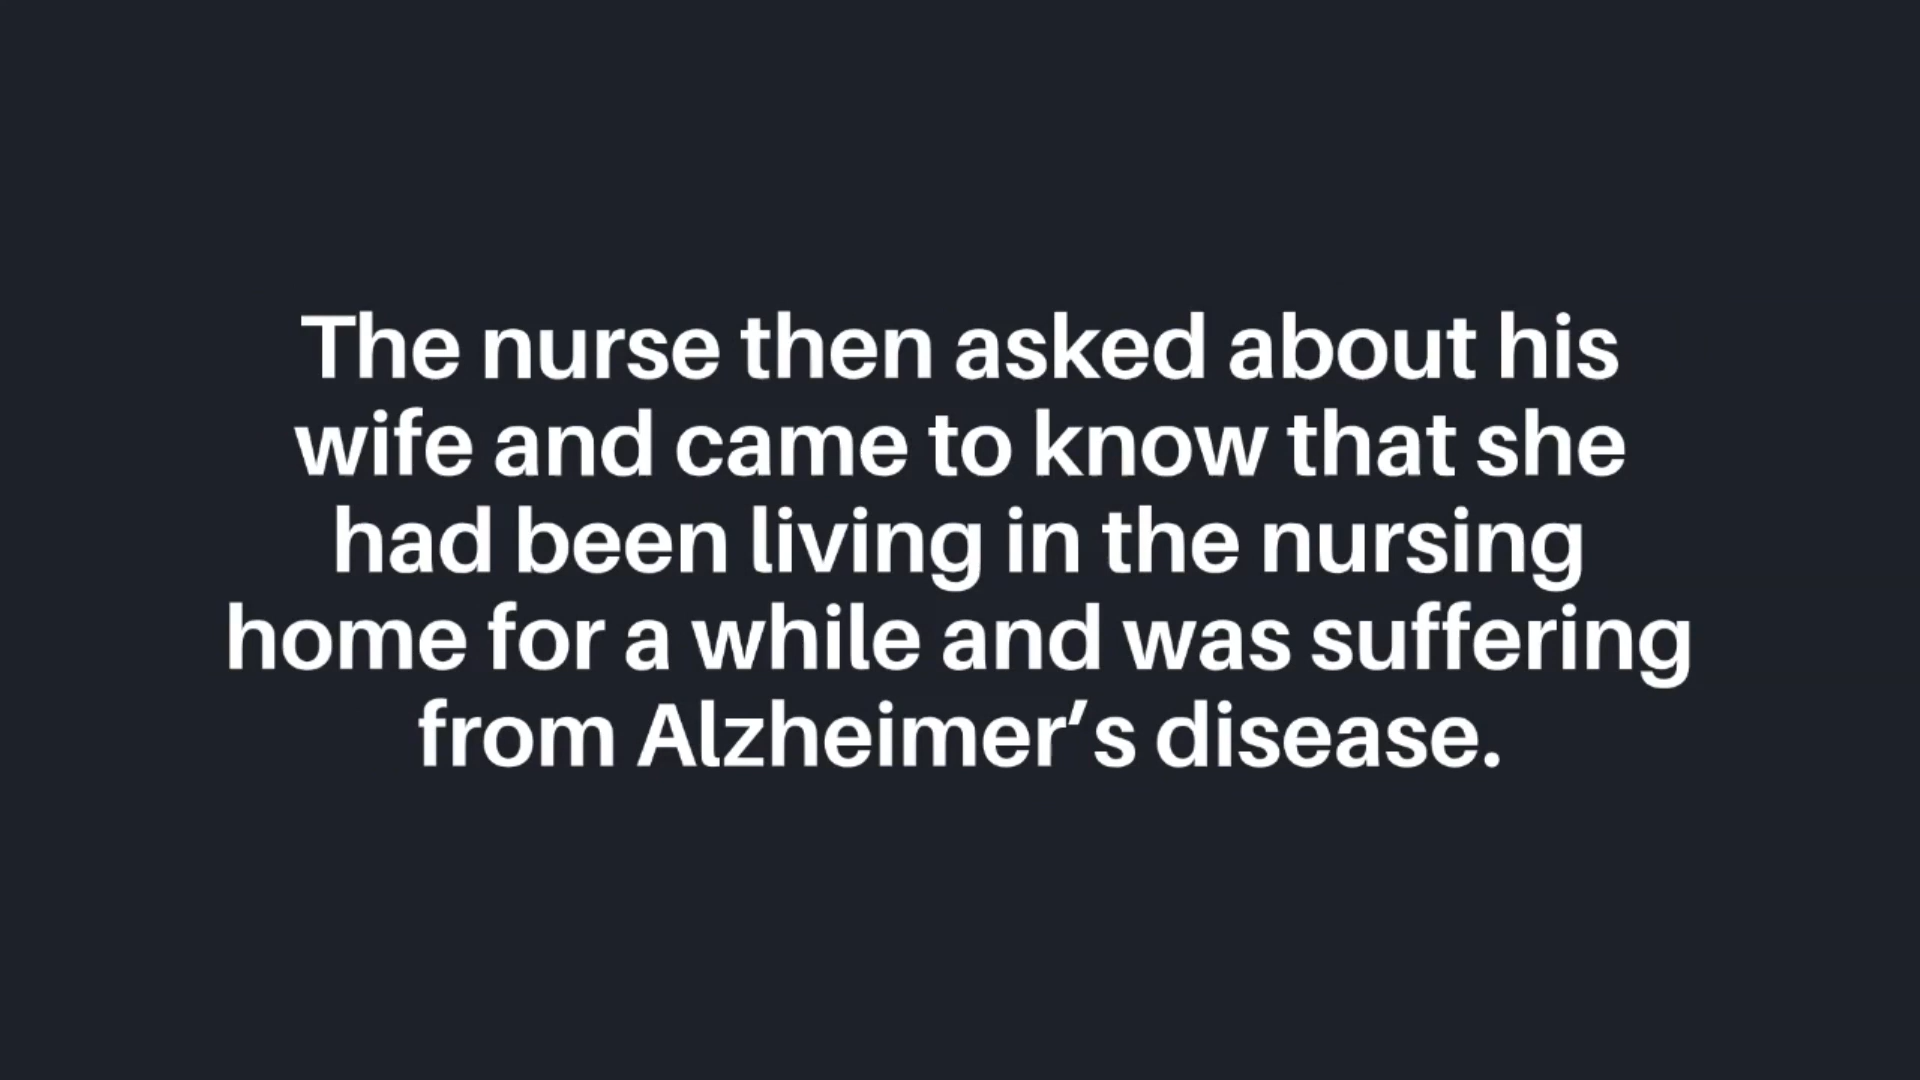 The nurse then asked about his
wife and came to know that she
had been living in the nursing
home for a while and was suffering
from Alzheimer’s disease.